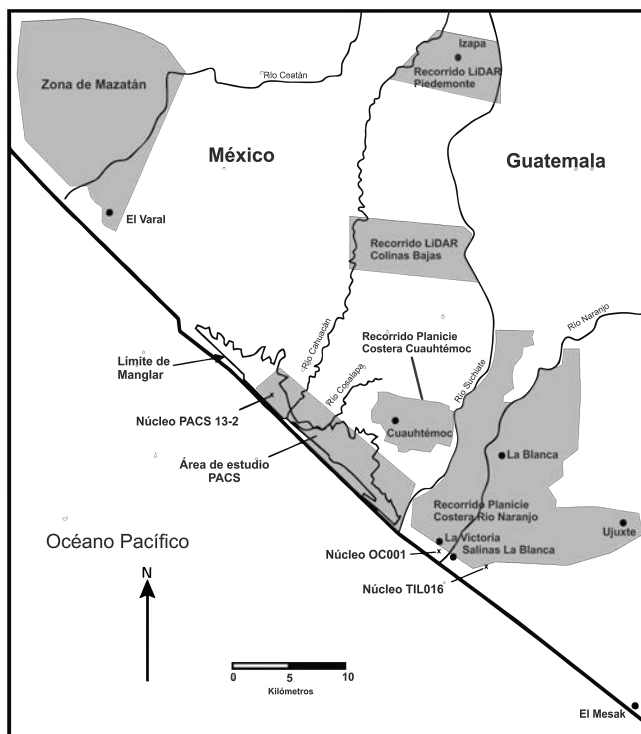 Izapa
Recorrido LiDAR
Piedemonte
Río Coatán
Zona de Mazatán
México
Guatemala
El Varal
Recorrido LiDAR
Colinas Bajas
Río Naranjo
Río Cahuacán
Recorrido Planicie
Costera Cuauhtémoc
Límite de
Manglar
Río Cosalapa
Río Suchiate
Núcleo PACS 13-2
Cuauhtémoc
La Blanca
Área de estudio
PACS
Recorrido Planicie
Costera Río Naranjo
Ujuxte
Océano Pacífico
La Victoria
Núcleo OC001
Salinas La Blanca
N
Núcleo TIL016
0 5 10
Kilómetros
El Mesak